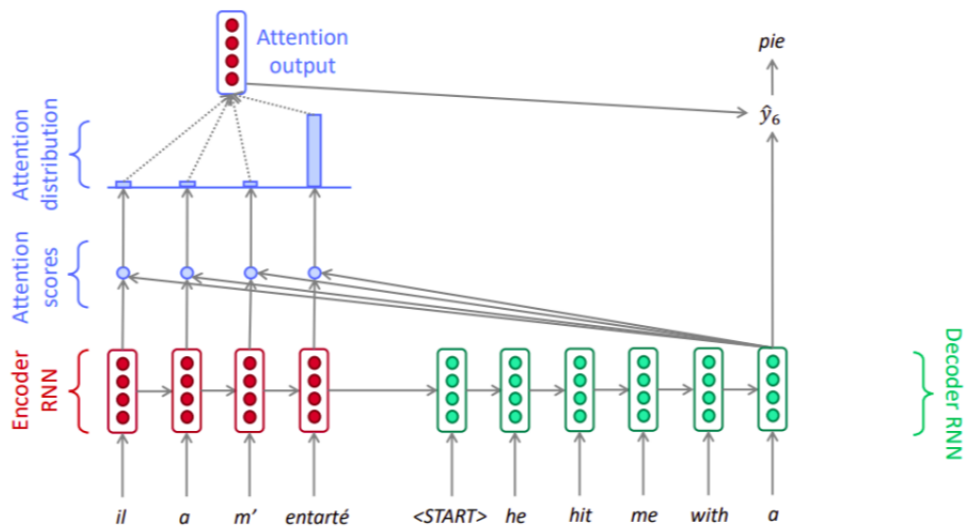 Attention
output
pie
ŷ₆
Attention
distribution
Attention
scores
Encoder
RNN
Decoder RNN
il a m' entarté <START> he hit me with a